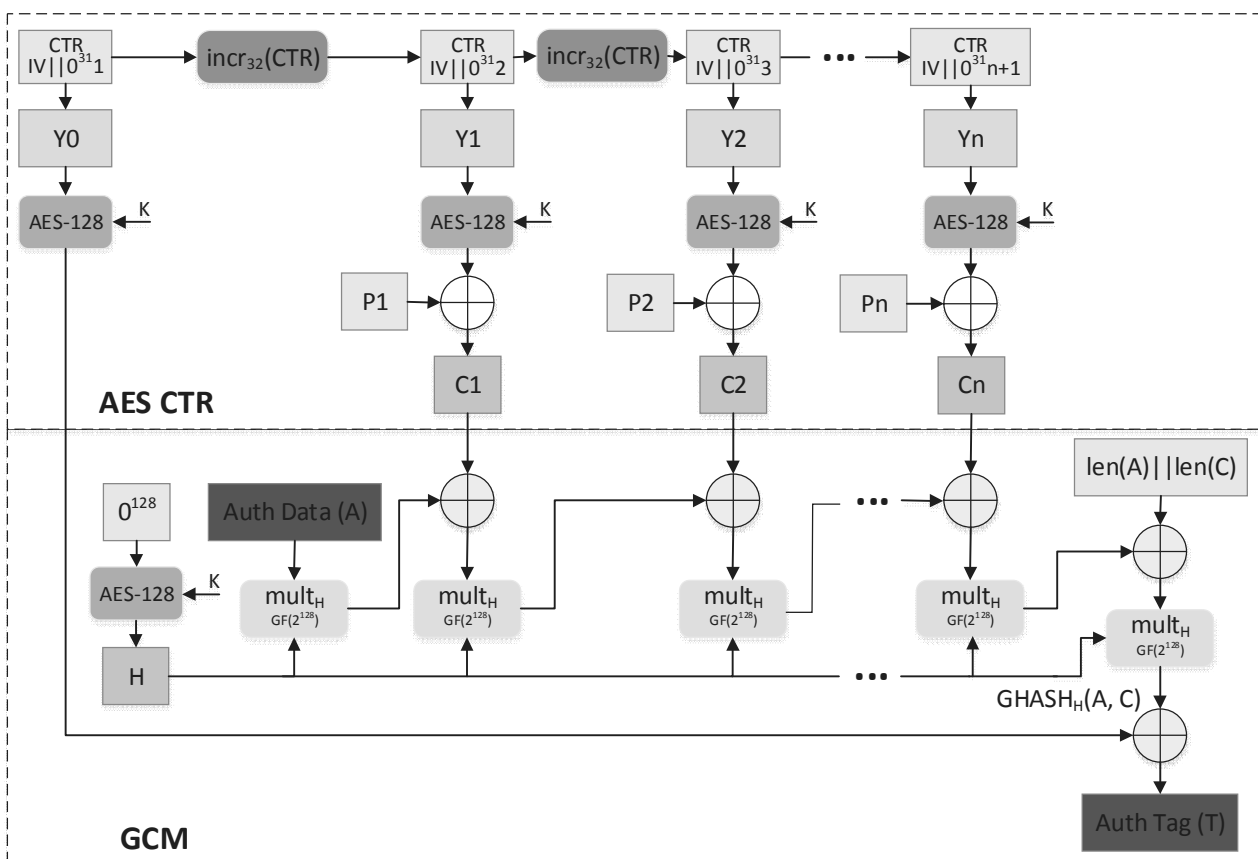 CTR
IV||0³¹1
incr₃₂(CTR)
CTR
IV||0³¹2
incr₃₂(CTR)
CTR
IV||0³¹3
•••
CTR
IV||0³¹n+1
Y0
Y1
Y2
Yn
AES-128
K
AES-128
K
AES-128
K
AES-128
K
P1
P2
Pn
C1
C2
Cn
AES CTR
len(A)||len(C)
0¹²⁸
Auth Data (A)
•••
AES-128
K
mult_H
GF(2¹²⁸)
mult_H
GF(2¹²⁸)
mult_H
GF(2¹²⁸)
mult_H
GF(2¹²⁸)
mult_H
GF(2¹²⁸)
H
•••
GHASH_H(A, C)
Auth Tag (T)
GCM